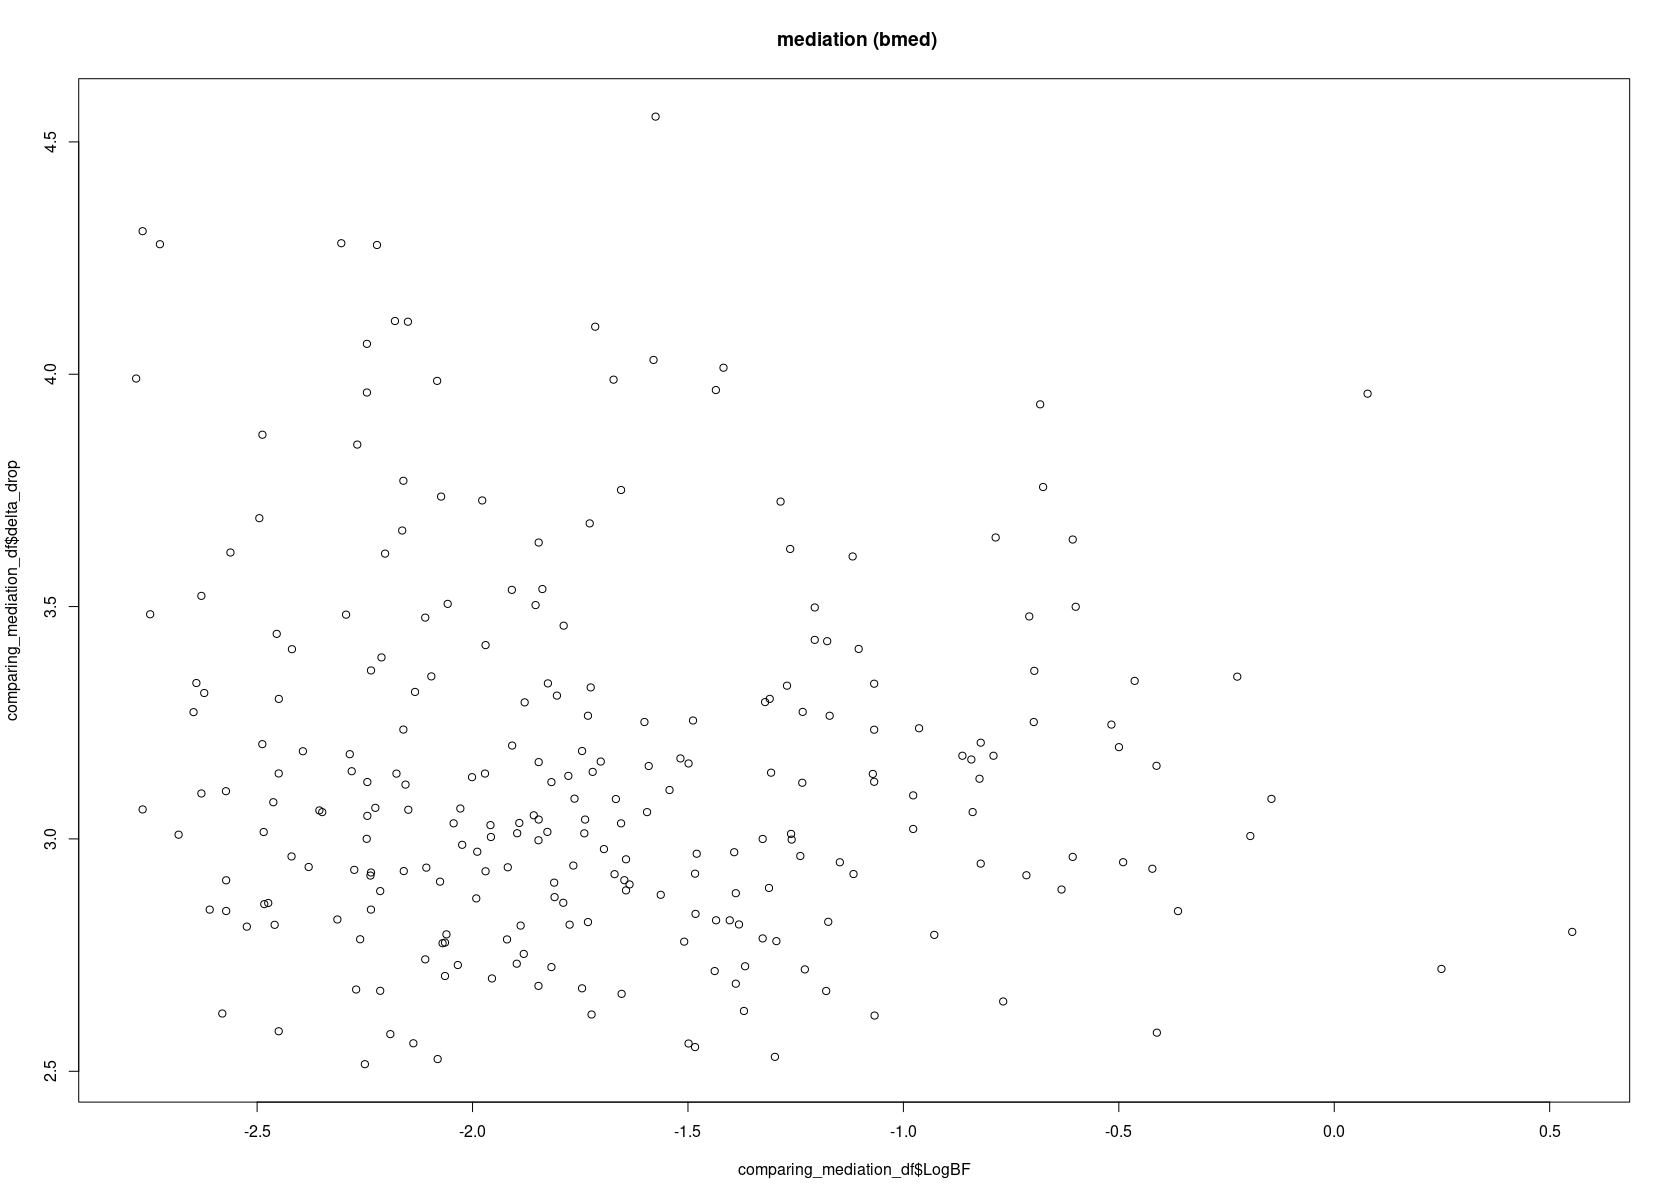 mediation (bmed)
4.5
4.0
3.5
3.0
2.5
comparing_mediation_df$delta_drop
-2.5 -2.0 -1.5 -1.0 -0.5 0.0 0.5
comparing_mediation_df$LogBF